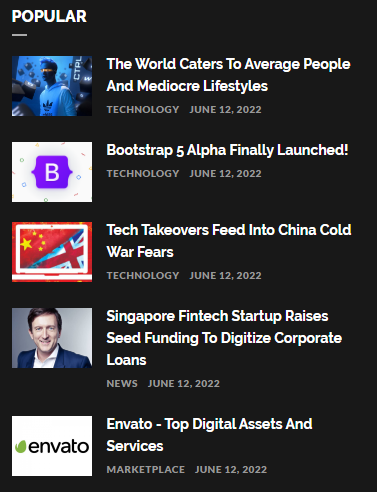 POPULAR
CTRL
The World Caters To Average People
And Mediocre Lifestyles
TECHNOLOGY JUNE 12, 2022
B
Bootstrap 5 Alpha Finally Launched!
TECHNOLOGY JUNE 12, 2022
Tech Takeovers Feed Into China Cold
War Fears
TECHNOLOGY JUNE 12, 2022
Singapore Fintech Startup Raises
Seed Funding To Digitize Corporate
Loans
NEWS JUNE 12, 2022
envato
Envato - Top Digital Assets And
Services
MARKETPLACE JUNE 12, 2022